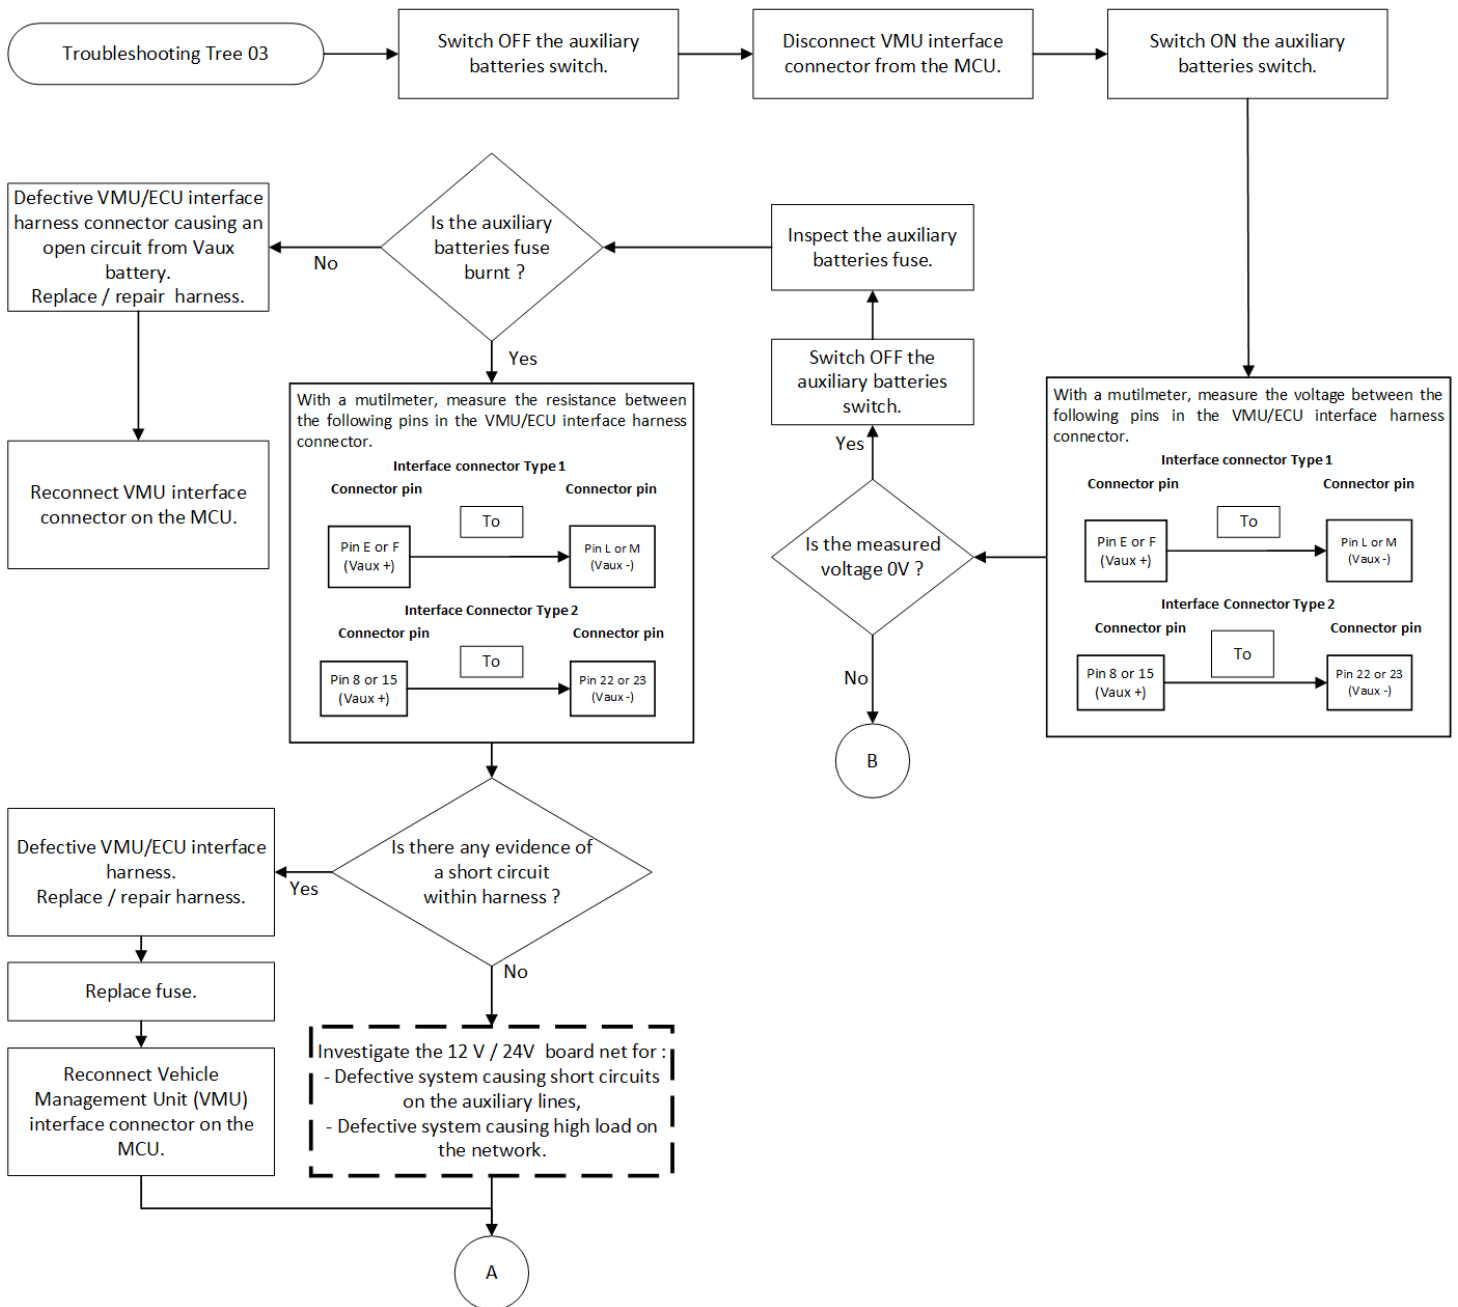 Troubleshooting Tree 03
Switch OFF the auxiliary
batteries switch.
Disconnect VMU interface
connector from the MCU.
Switch ON the auxiliary
batteries switch.
Defective VMU/ECU interface
harness connector causing an
open circuit from Vaux
battery.
Replace / repair  harness.
No
Is the auxiliary
batteries fuse
burnt ?
Yes
Inspect the auxiliary
batteries fuse.
Switch OFF the
auxiliary batteries
switch.
Yes
Is the measured
voltage 0V ?
No
B
With a mutilmeter, measure the voltage between the
following pins in the VMU/ECU interface harness
connector.
Interface connector Type 1
Connector pin
Connector pin
To
Pin E or F
(Vaux +)
Pin L or M
(Vaux -)
Interface Connector Type 2
Connector pin
Connector pin
To
Pin 8 or 15
(Vaux +)
Pin 22 or 23
(Vaux -)
Reconnect VMU interface
connector on the MCU.
With a mutilmeter, measure the resistance between
the following pins in the VMU/ECU interface harness
connector.
Interface connector Type 1
Connector pin
Connector pin
To
Pin E or F
(Vaux +)
Pin L or M
(Vaux -)
Interface Connector Type 2
Connector pin
Connector pin
To
Pin 8 or 15
(Vaux +)
Pin 22 or 23
(Vaux -)
Defective VMU/ECU interface
harness.
Replace / repair harness.
Yes
Is there any evidence of
a short circuit
within harness ?
No
Replace fuse.
Reconnect Vehicle
Management Unit (VMU)
interface connector on the
MCU.
Investigate the 12 V / 24V  board net for :
- Defective system causing short circuits
on the auxiliary lines,
- Defective system causing high load on
the network.
A